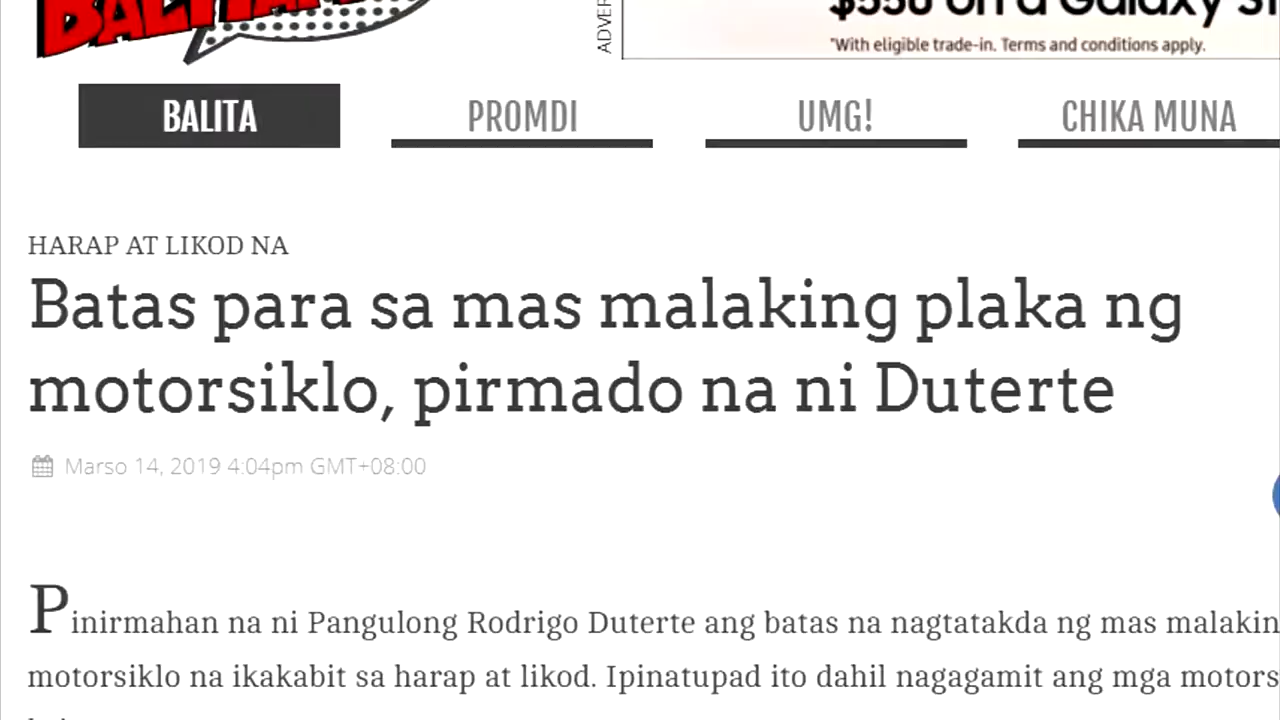 $550 on a Galaxy
*With eligible trade-in. Terms and conditions apply.
BALITA
PROMDI
UMG!
CHIKA MUNA
HARAP AT LIKOD NA
Batas para sa mas malaking plaka ng
motorsiklo, pirmado na ni Duterte
Marso 14, 2019 4:04pm GMT+08:00
Pinirmahan na ni Pangulong Rodrigo Duterte ang batas na nagtatakda ng mas malakin
motorsiklo na ikakabit sa harap at likod. Ipinatupad ito dahil nagagamit ang mga motors